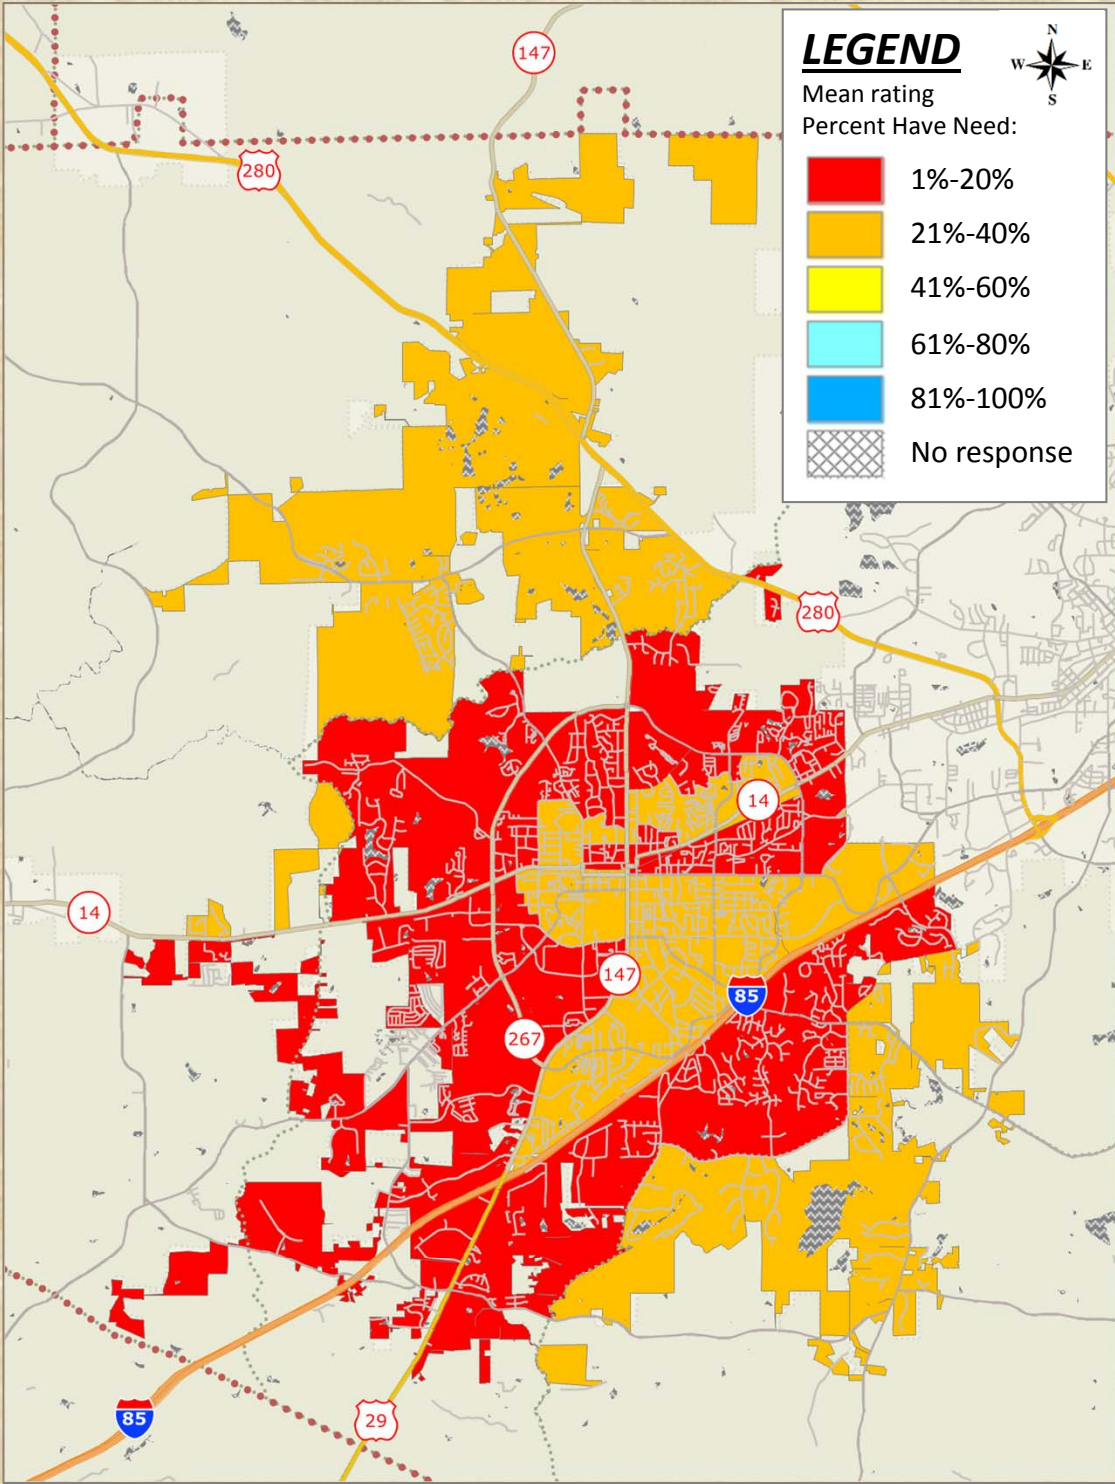 147
LEGEND
N
W E
S
Mean rating
Percent Have Need:
280
1%-20%
21%-40%
41%-60%
61%-80%
81%-100%
No response
280
14
14
147
85
267
85
29